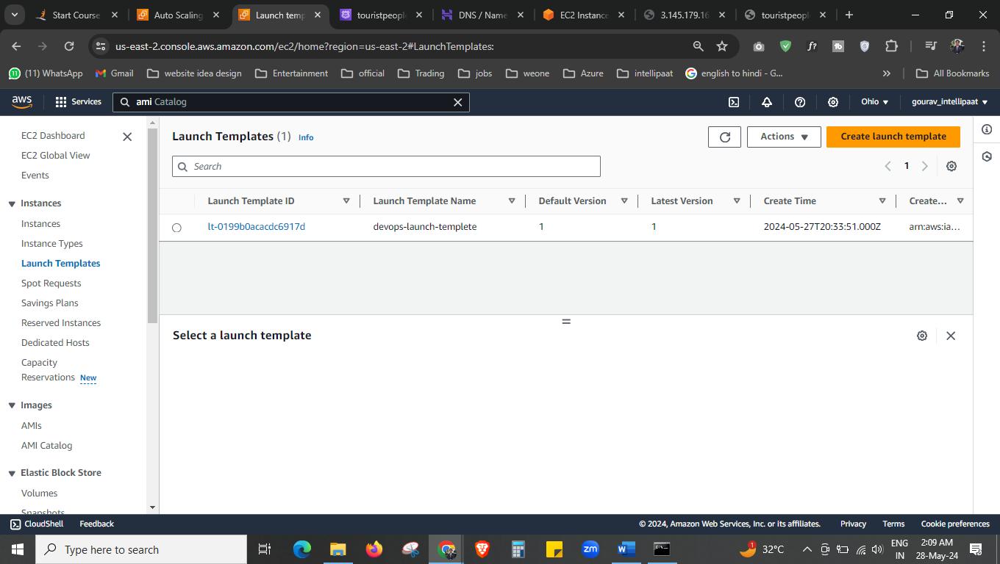 Start Course
Auto Scaling
Launch temp
touristpeopl
DNS / Name
EC2 Instance
3.145.179.16
touristpeopl
us-east-2.console.aws.amazon.com/ec2/home?region=us-east-2#LaunchTemplates:
f?
11
(11) WhatsApp
Gmail
website idea design
Entertainment
official
Trading
jobs
weone
Azure
intellipaat
english to hindi - G...
All Bookmarks
aws
Services
ami Catalog
Ohio
gourav_intellipaat
EC2 Dashboard
EC2 Global View
Events
Instances
Instances
Instance Types
Launch Templates
Spot Requests
Savings Plans
Reserved Instances
Dedicated Hosts
Capacity
Reservations New
Images
AMIs
AMI Catalog
Elastic Block Store
Volumes
Snapshots
Launch Templates (1) Info
Actions
Create launch template
Search
1
Launch Template ID Launch Template Name Default Version Latest Version Create Time Create...
lt-0199b0acacdc6917d devops-launch-templete 1 1 2024-05-27T20:33:51.000Z arn:aws:ia...
Select a launch template
CloudShell Feedback
© 2024, Amazon Web Services, Inc. or its affiliates. Privacy Terms Cookie preferences
Type here to search
zm
1
32°C
ENG
IN
2:09 AM
28-May-24